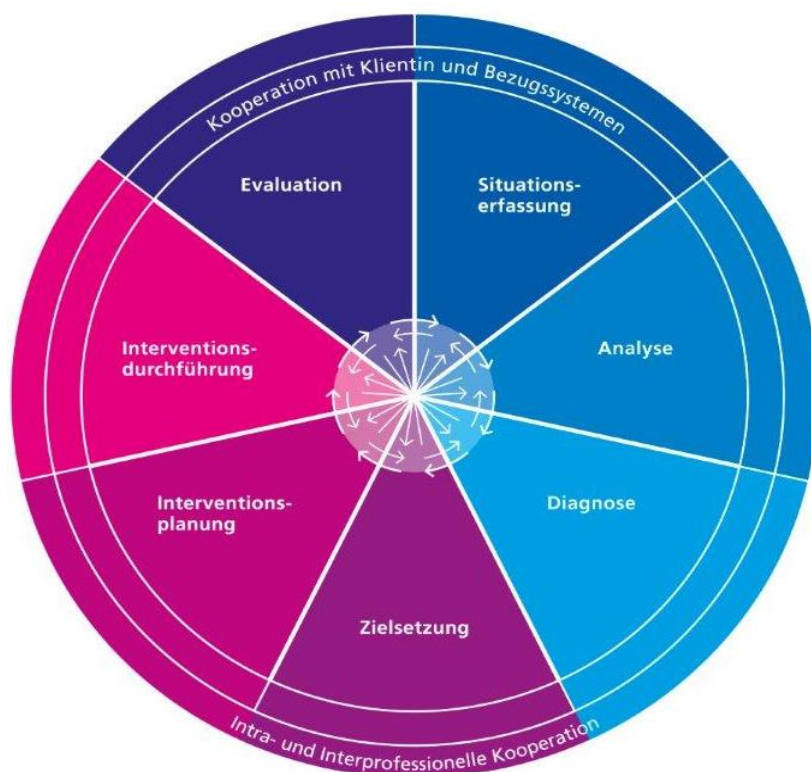 Kooperation mit Klientin und Bezugssystemen
Evaluation
Situations-
erfassung
Interventions-
durchführung
Analyse
Interventions-
planung
Diagnose
Zielsetzung
Intra- und Interprofessionelle Kooperation